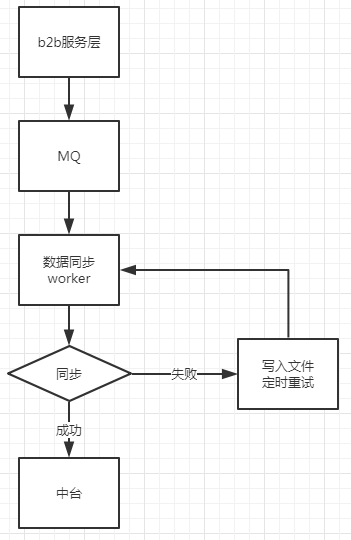 b2b服务层
MQ
数据同步
worker
同步
失败
写入文件
定时重试
成功
中台